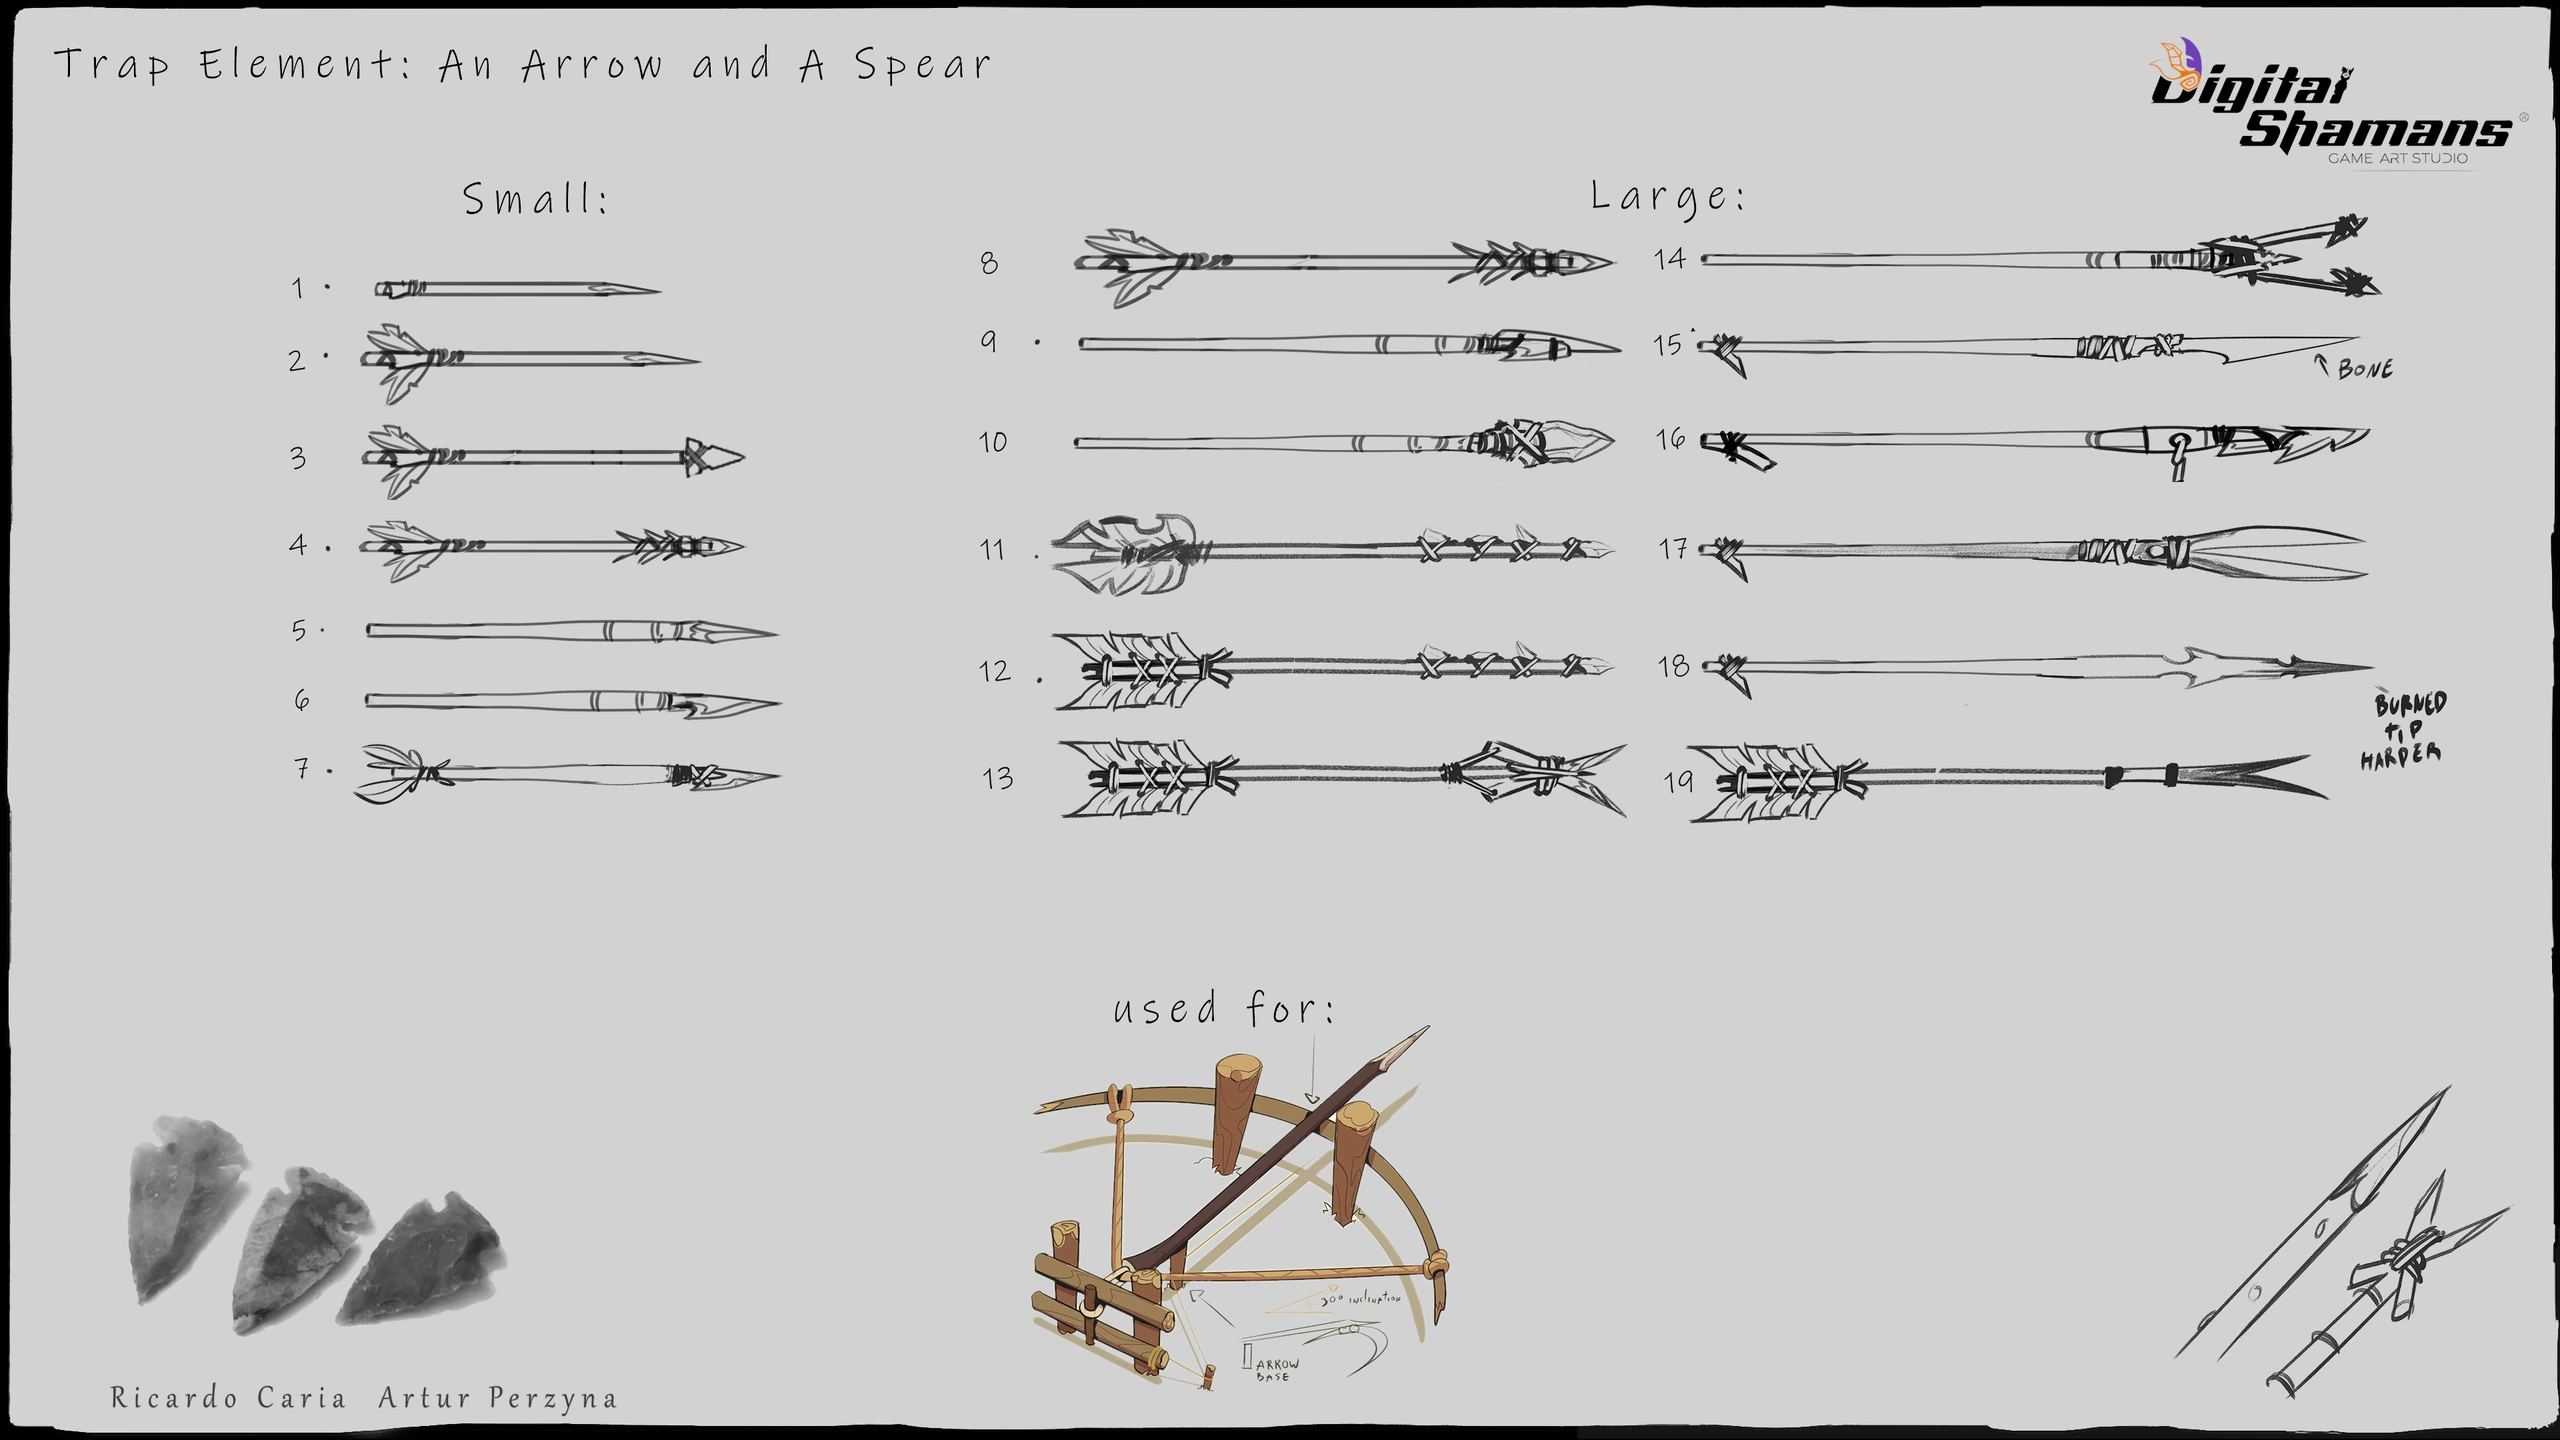 Trap Element: An Arrow and A Spear
Digital
Shamans®
GAME ART STUDIO
Small:
1
2
3
4
5
6
7
Large:
8
9
10
11
12
13
14
15
BONE
16
17
18
BURNED
TIP
HARDER
19
used for:
30° INCLINATION
ARROW
BASE
Ricardo Caria Artur Perzyna